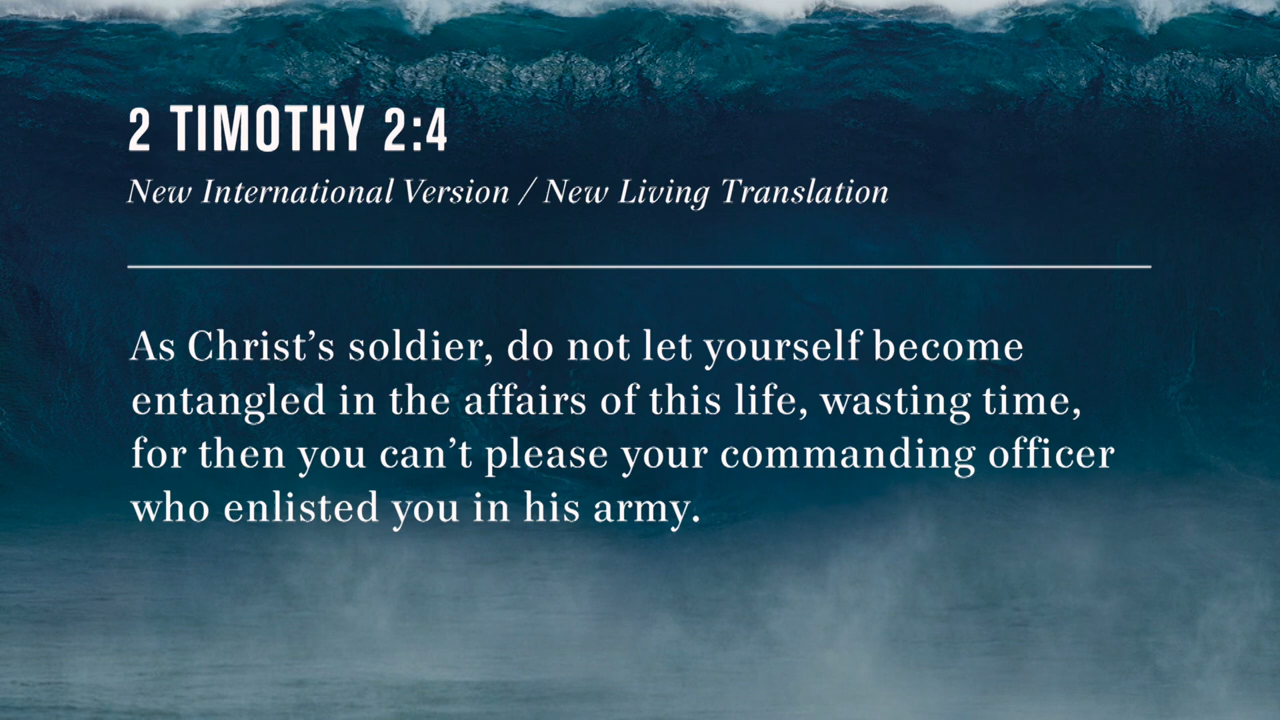 2 TIMOTHY 2:4
New International Version / New Living Translation
As Christ’s soldier, do not let yourself become
entangled in the affairs of this life, wasting time,
for then you can’t please your commanding officer
who enlisted you in his army.